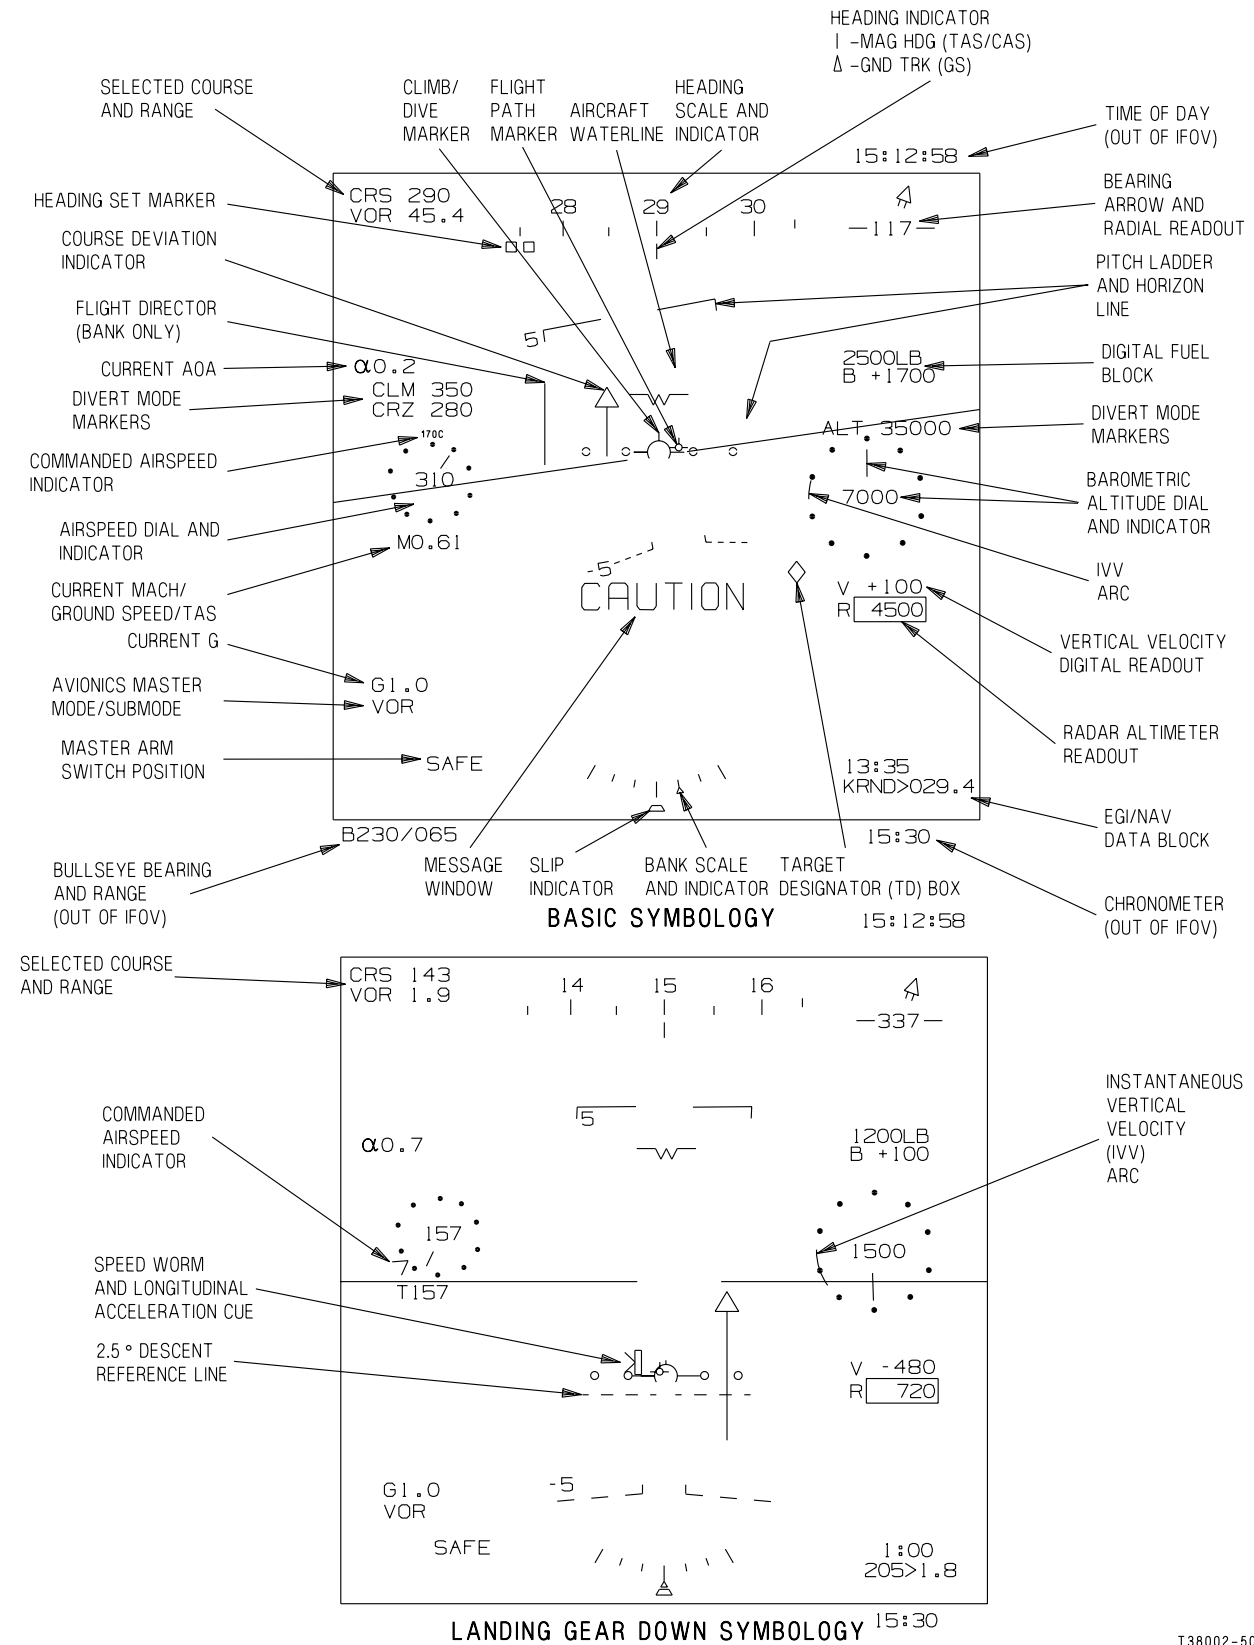 HEADING INDICATOR
| -MAG HDG (TAS/CAS)
Δ -GND TRK (GS)
SELECTED COURSE
AND RANGE
CLIMB/
DIVE
MARKER
FLIGHT
PATH
MARKER
AIRCRAFT
WATERLINE
HEADING
SCALE AND
INDICATOR
TIME OF DAY
(OUT OF IFOV)
15:12:58
CRS 290
VOR 45.4
28 29 30
-117-
BEARING
ARROW AND
RADIAL READOUT
HEADING SET MARKER
COURSE DEVIATION
INDICATOR
PITCH LADDER
AND HORIZON
LINE
FLIGHT DIRECTOR
(BANK ONLY)
5
CURRENT AOA
α0.2
CLM 350
CRZ 280
2500LB
B +1700
DIGITAL FUEL
BLOCK
DIVERT MODE
MARKERS
ALT 35000
DIVERT MODE
MARKERS
170C
310
COMMANDED AIRSPEED
INDICATOR
7000
BAROMETRIC
ALTITUDE DIAL
AND INDICATOR
AIRSPEED DIAL AND
INDICATOR
M0.61
-5
CAUTION
IVV
ARC
CURRENT MACH/
GROUND SPEED/TAS
V +100
R 4500
CURRENT G
VERTICAL VELOCITY
DIGITAL READOUT
G1.0
VOR
AVIONICS MASTER
MODE/SUBMODE
MASTER ARM
SWITCH POSITION
SAFE
RADAR ALTIMETER
READOUT
13:35
KRND>029.4
EGI/NAV
DATA BLOCK
B230/065
15:30
BULLSEYE BEARING
AND RANGE
(OUT OF IFOV)
MESSAGE
WINDOW
SLIP
INDICATOR
BANK SCALE
AND INDICATOR
TARGET
DESIGNATOR (TD) BOX
CHRONOMETER
(OUT OF IFOV)
BASIC SYMBOLOGY
15:12:58
SELECTED COURSE
AND RANGE
CRS 143
VOR 1.9
14 15 16
-337-
INSTANTANEOUS
VERTICAL
VELOCITY
(IVV)
ARC
5
COMMANDED
AIRSPEED
INDICATOR
α0.7
1200LB
B +100
157
1500
SPEED WORM
AND LONGITUDINAL
ACCELERATION CUE
T157
2.5° DESCENT
REFERENCE LINE
V -480
R 720
-5
G1.0
VOR
SAFE
1:00
205>1.8
LANDING GEAR DOWN SYMBOLOGY
15:30